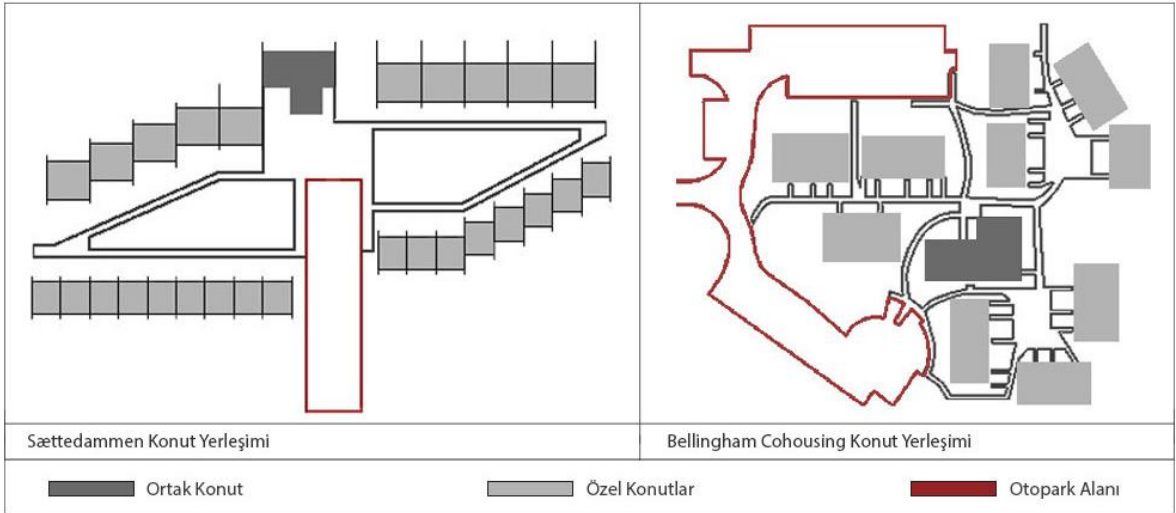 Sættedammen Konut Yerleşimi
Bellingham Cohousing Konut Yerleşimi
Ortak Konut
Özel Konutlar
Otopark Alanı